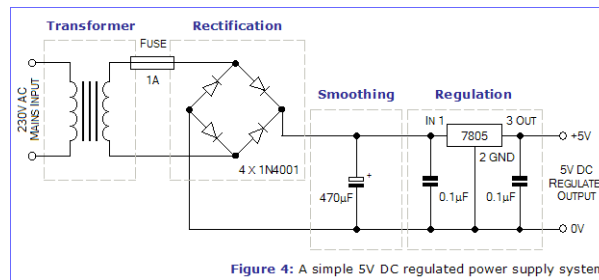 Transformer
Rectification
FUSE
1A
Smoothing
Regulation
230V AC
MAINS INPUT
IN 1
7805
3 OUT
+5V
2 GND
4 X 1N4001
+
470µF
0.1µF
0.1µF
5V DC
REGULATE
OUTPUT
0V
Figure 4: A simple 5V DC regulated power supply system